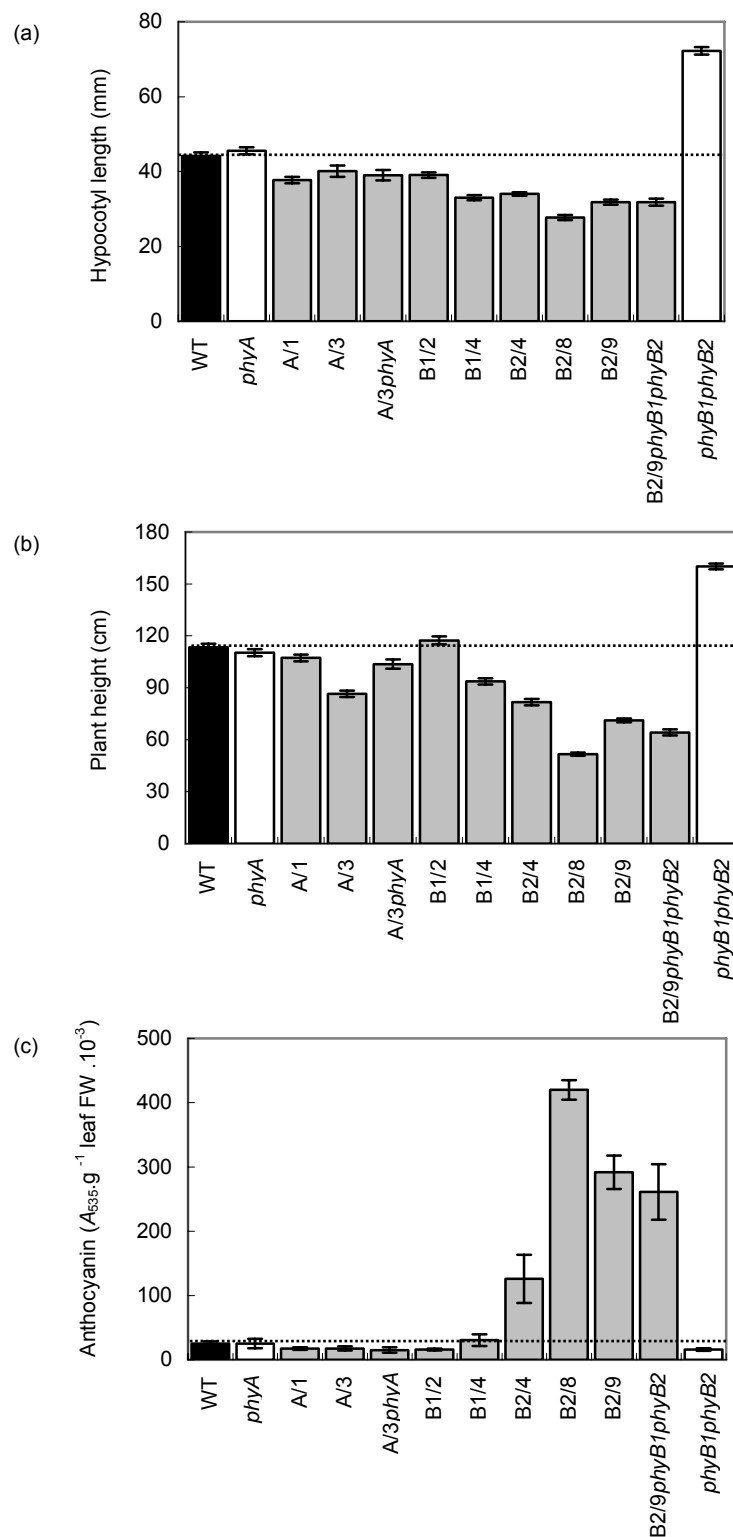 (a)
Hypocotyl length (mm)
80
60
40
20
0
WT
phyA
A/1
A/3
A/3phyA
B1/2
B1/4
B2/4
B2/8
B2/9
B2/9phyB1phyB2
phyB1phyB2
(b)
Plant height (cm)
180
150
120
90
60
30
0
WT
phyA
A/1
A/3
A/3phyA
B1/2
B1/4
B2/4
B2/8
B2/9
B2/9phyB1phyB2
phyB1phyB2
(c)
Anthocyanin (A535.g -1 leaf FW .10-3)
500
400
300
200
100
0
WT
phyA
A/1
A/3
A/3phyA
B1/2
B1/4
B2/4
B2/8
B2/9
B2/9phyB1phyB2
phyB1phyB2